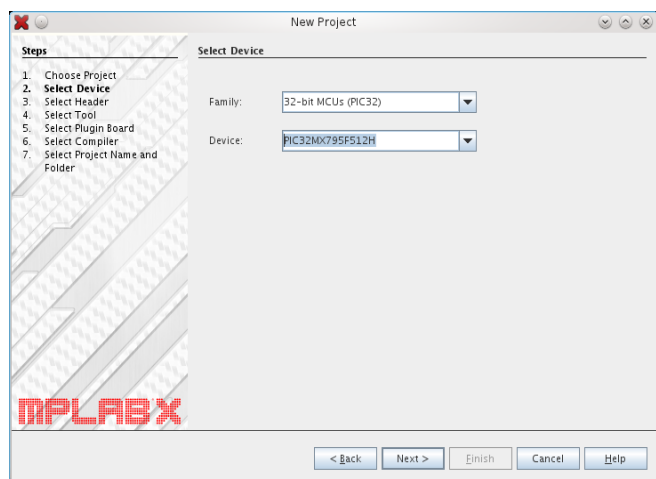 New Project
Steps
1. Choose Project
2. Select Device
3. Select Header
4. Select Tool
5. Select Plugin Board
6. Select Compiler
7. Select Project Name and
Folder
Select Device
Family: 32-bit MCUs (PIC32)
Device: PIC32MX795F512H
MPLAB X
< Back Next > Finish Cancel Help